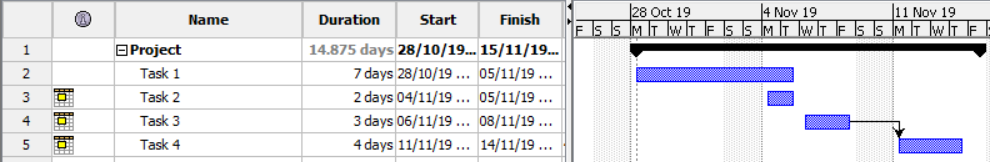 Name Duration Start Finish 28 Oct 19 4 Nov 19 11 Nov 19
F S S M T W T F S S M T W T F S S M T W T F S
1 Project 14.875 days 28/10/19... 15/11/19...
2 Task 1 7 days 28/10/19 ... 05/11/19 ...
3 Task 2 2 days 04/11/19 ... 05/11/19 ...
4 Task 3 3 days 06/11/19 ... 08/11/19 ...
5 Task 4 4 days 11/11/19 ... 14/11/19 ...